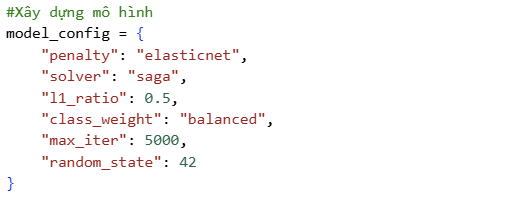 #Xây dựng mô hình
model_config = {
    "penalty": "elasticnet",
    "solver": "saga",
    "l1_ratio": 0.5,
    "class_weight": "balanced",
    "max_iter": 5000,
    "random_state": 42
}